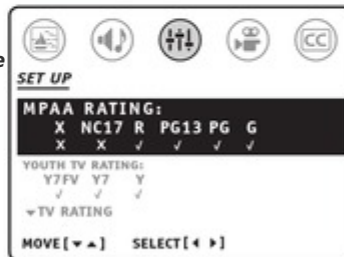 e
CC
SET UP
MPAA RATING:
X NC17 R PG13 PG G
X X √ √ √ √
YOUTH TV RATING:
Y7FV Y7 Y
√ √ √
▼TV RATING
MOVE[▼▲] SELECT[◀ ▶]